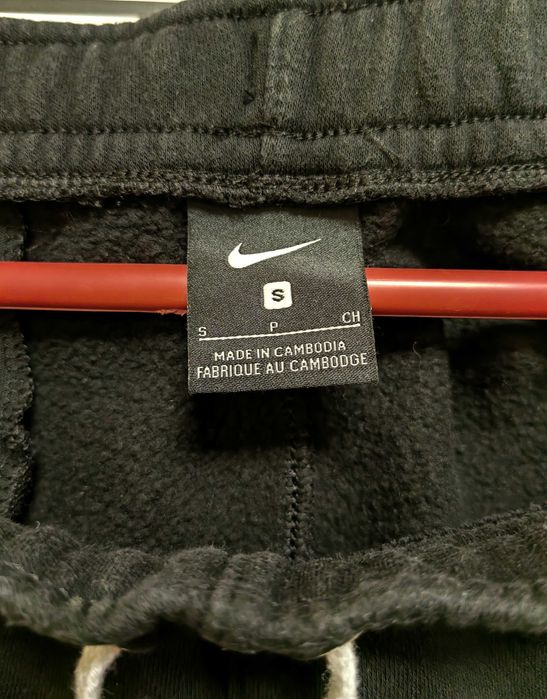 S
S P CH
MADE IN CAMBODIA
FABRIQUE AU CAMBODGE